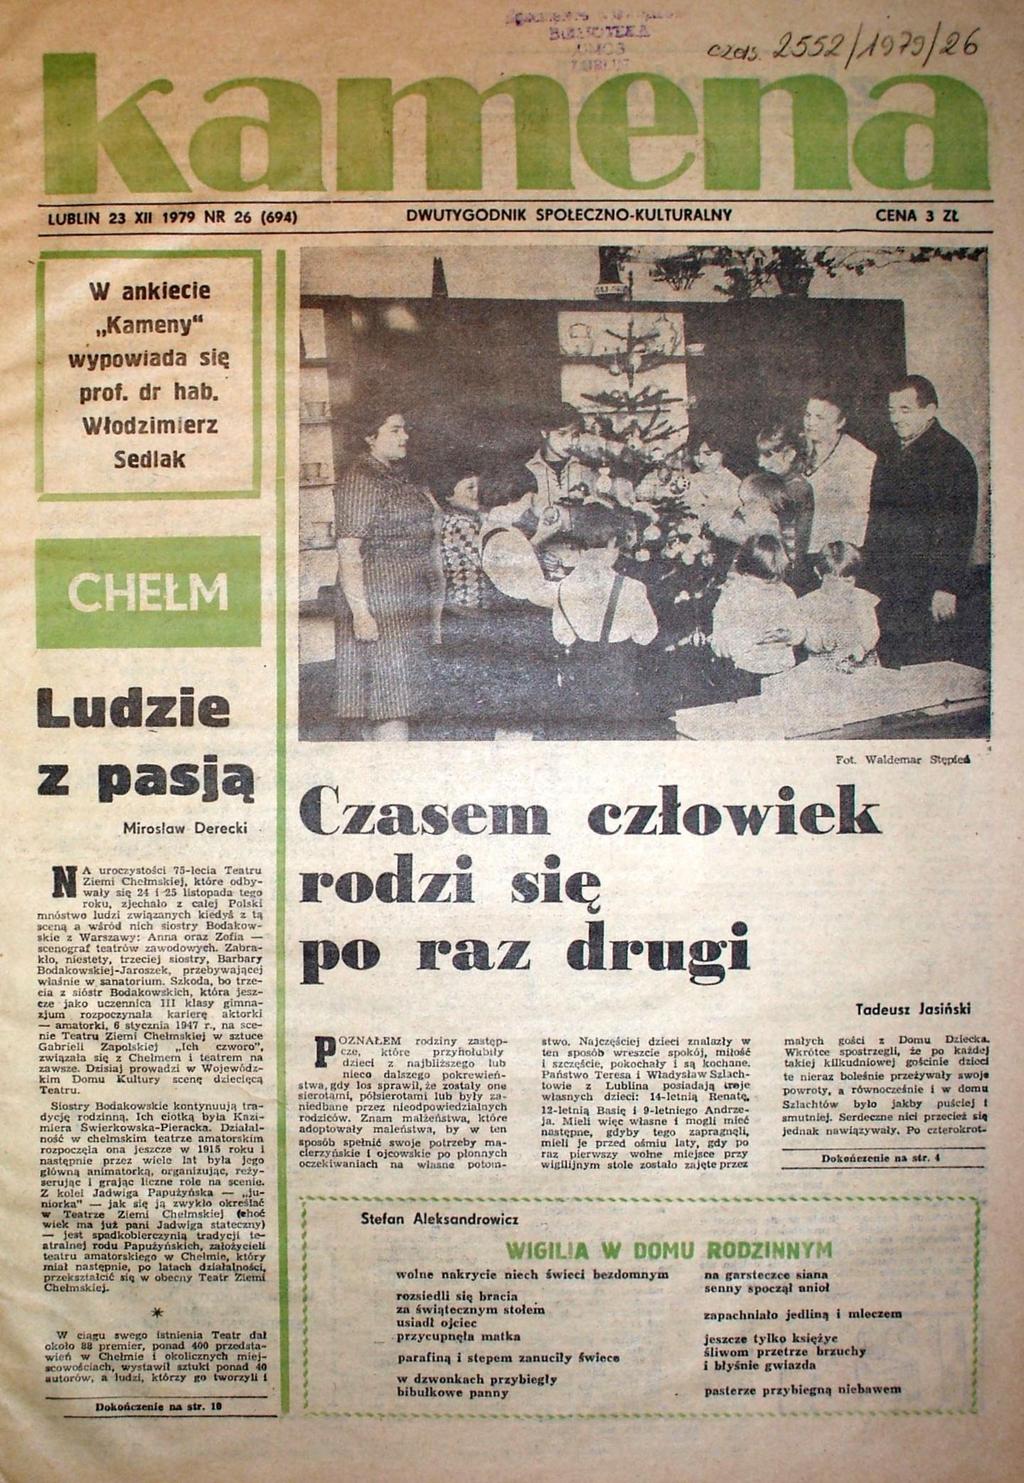 BIBLIOTEKA
czas. 2552/1979/26
kamena
LUBLIN 23 XII 1979 NR 26 (694)
DWUTYGODNIK SPOŁECZNO-KULTURALNY
CENA 3 ZŁ
W ankiecie
„Kameny"
wypowiada się
prof. dr hab.
Włodzimierz
Sedlak
CHEŁM
Ludzie
z pasją
Mirosław Derecki
NA uroczystości 75-lecia Teatru
Ziemi Chełmskiej, które odby-
wały się 24 i 25 listopada tego
roku, zjechało z całej Polski
mnóstwo ludzi związanych kiedyś z tą
sceną a wśród nich siostry Bodakow-
skie z Warszawy: Anna oraz Zofia —
scenograf teatrów zawodowych. Zabra-
kło, niestety, trzeciej siostry, Barbary
Bodakowskiej-Jaroszek, przebywającej
właśnie w sanatorium. Szkoda, bo trze-
cia z sióstr Bodakowskich, która jesz-
cze jako uczennica III klasy gimna-
zjum rozpoczynała karierę aktorki
— amatorki, 6 stycznia 1947 r., na sce-
nie Teatru Ziemi Chełmskiej w sztuce
Gabrieli Zapolskiej „Ich czworo",
związała się z Chełmem i teatrem na
zawsze. Dzisiaj prowadzi w Wojewódz-
kim Domu Kultury scenę dziecięcą
Teatru.
Siostry Bodakowskie kontynuują tra-
dycję rodzinną. Ich ciotką była Kazi-
miera Świerkowska-Pieracka. Działal-
ność w chełmskim teatrze amatorskim
rozpoczęła ona jeszcze w 1915 roku i
następnie przez wiele lat była jego
główną animatorką, organizując, reży-
serując i grając liczne role na scenie.
Z kolei Jadwiga Papużyńska — „ju-
niorka" — jak się ją zwykło określać
w Teatrze Ziemi Chełmskiej (choć
wiek ma już pani Jadwiga stateczny)
— jest spadkobierczynią tradycji te-
atralnej rodu Papużyńskich, założycieli
teatru amatorskiego w Chełmie, który
miał następnie, po latach działalności,
przekształcić się w obecny Teatr Ziemi
Chełmskiej.
*
W ciągu swego istnienia Teatr dał
około 88 premier, ponad 400 przedsta-
wień w Chełmie i okolicznych miej-
scowościach, wystawił sztuki ponad 40
autorów, a ludzi, którzy go tworzyli i
Dokończenie na str. 10
Fot. Waldemar Stępień
Czasem człowiek
rodzi się
po raz drugi
Tadeusz Jasiński
POZNAŁEM rodziny zastęp-
cze, które przyhołubiły
dzieci z najbliższego lub
nieco dalszego pokrewień-
stwa, gdy los sprawił, że zostały one
sierotami, półsierotami lub były za-
niedbane przez nieodpowiedzialnych
rodziców. Znam małżeństwa, które
adoptowały maleństwa, by w ten
sposób spełnić swoje potrzeby ma-
cierzyńskie i ojcowskie po płonnych
oczekiwaniach na własne potom-
stwo. Najczęściej dzieci znalazły w
ten sposób wreszcie spokój, miłość
i szczęście, pokochały i są kochane.
Państwo Teresa i Władysław Szlach-
towie z Lublina posiadają troje
własnych dzieci: 14-letnią Renatę,
12-letnią Basię i 9-letniego Andrze-
ja. Mieli więc własne i mogli mieć
następne, gdyby tego zapragnęli,
mieli je przed ośmiu laty, gdy po
raz pierwszy wolne miejsce przy
wigilijnym stole zostało zajęte przez
małych gości z Domu Dziecka.
Wkrótce spostrzegli, że po każdej
takiej kilkudniowej gościnie dzieci
te nieraz boleśnie przeżywały swoje
powroty, a równocześnie i w domu
Szlachtów było jakby puściej i
smutniej. Serdeczne nici przecież się
jednak nawiązywały. Po czterokrot-
Dokończenie na str. 4
Stefan Aleksandrowicz
WIGILIA W DOMU RODZINNYM
wolne nakrycie niech świeci bezdomnym
rozsiedli się bracia
za świątecznym stołem
usiadł ojciec
przycupnęła matka
parafiną i stepem zanuciły świece
w dzwonkach przybiegły
bibułkowe panny
na garsteczce siana
senny spoczął anioł
zapachniało jedliną i mleczem
jeszcze tylko księżyc
śliwom przetrze brzuchy
i błyśnie gwiazda
pasterze przybiegną niebawem